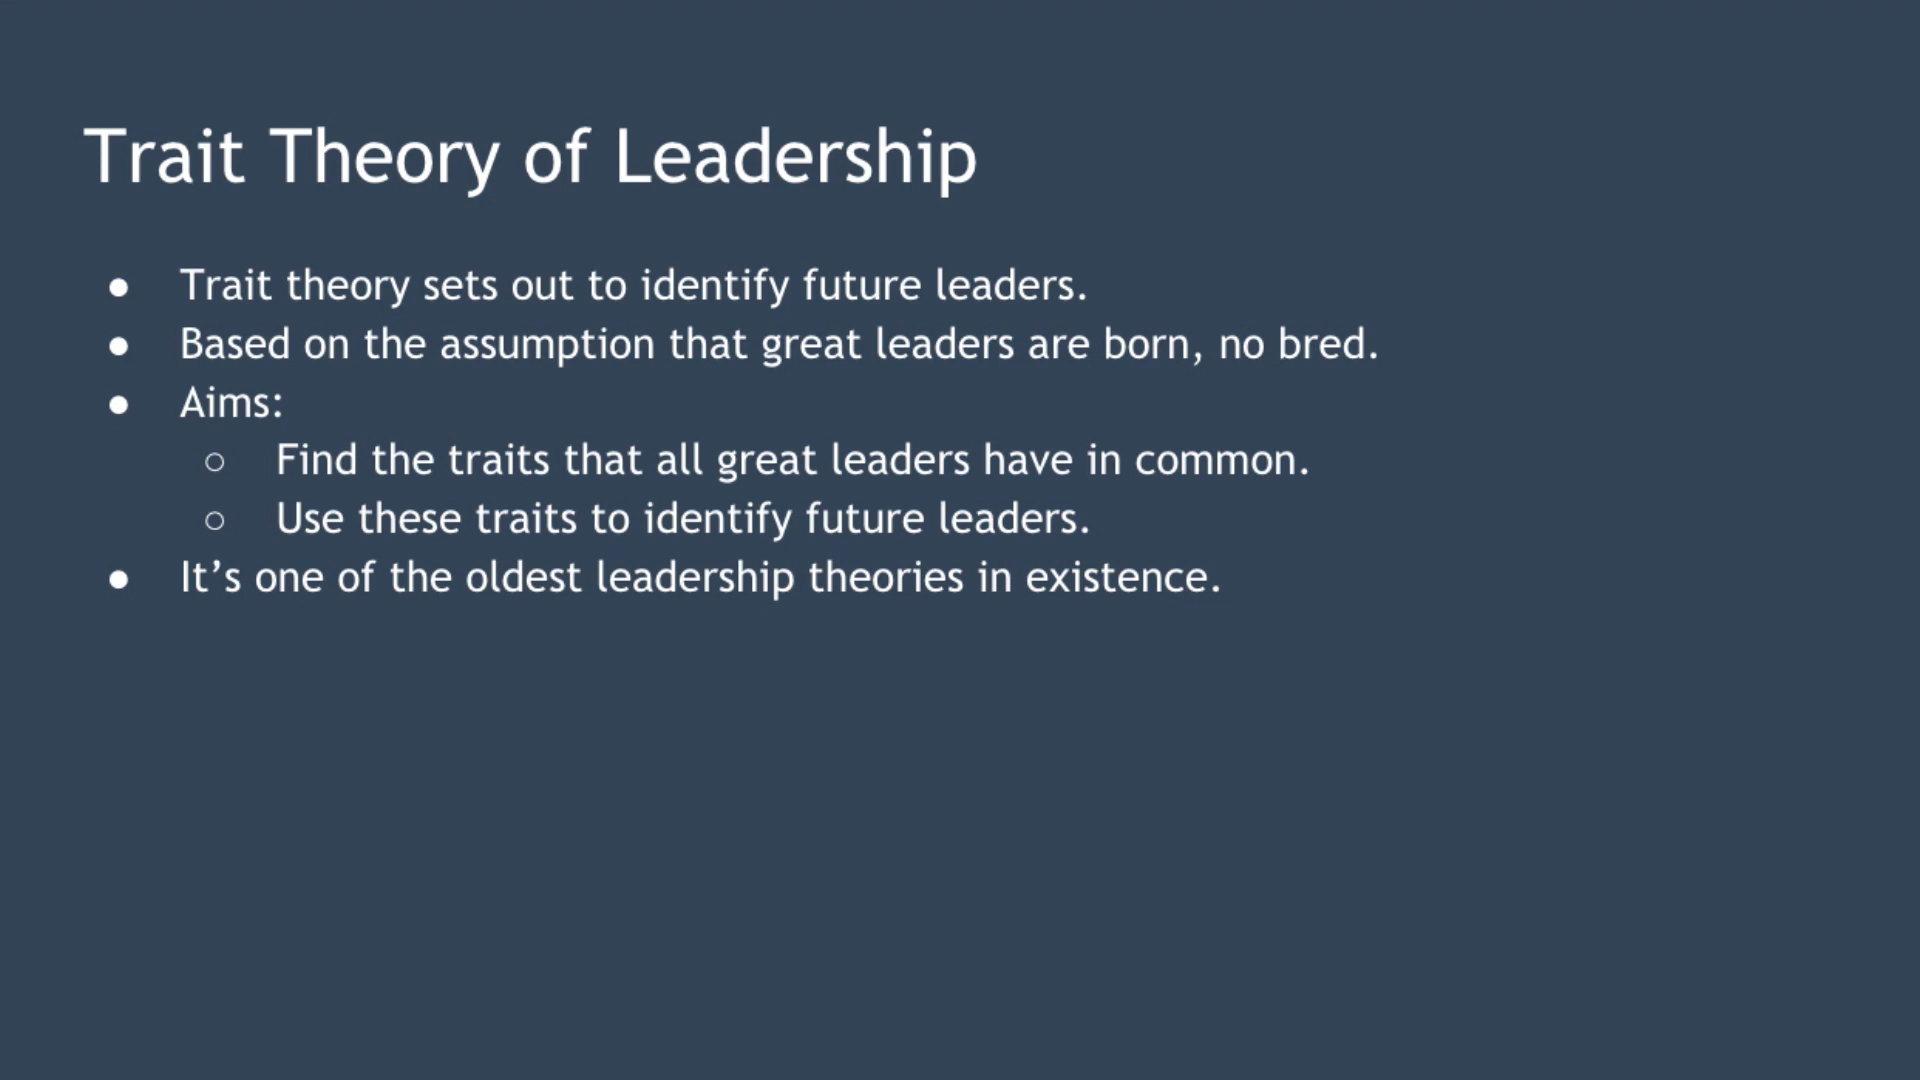 Trait Theory of Leadership
● Trait theory sets out to identify future leaders.
● Based on the assumption that great leaders are born, no bred.
● Aims:
○ Find the traits that all great leaders have in common.
○ Use these traits to identify future leaders.
● It’s one of the oldest leadership theories in existence.